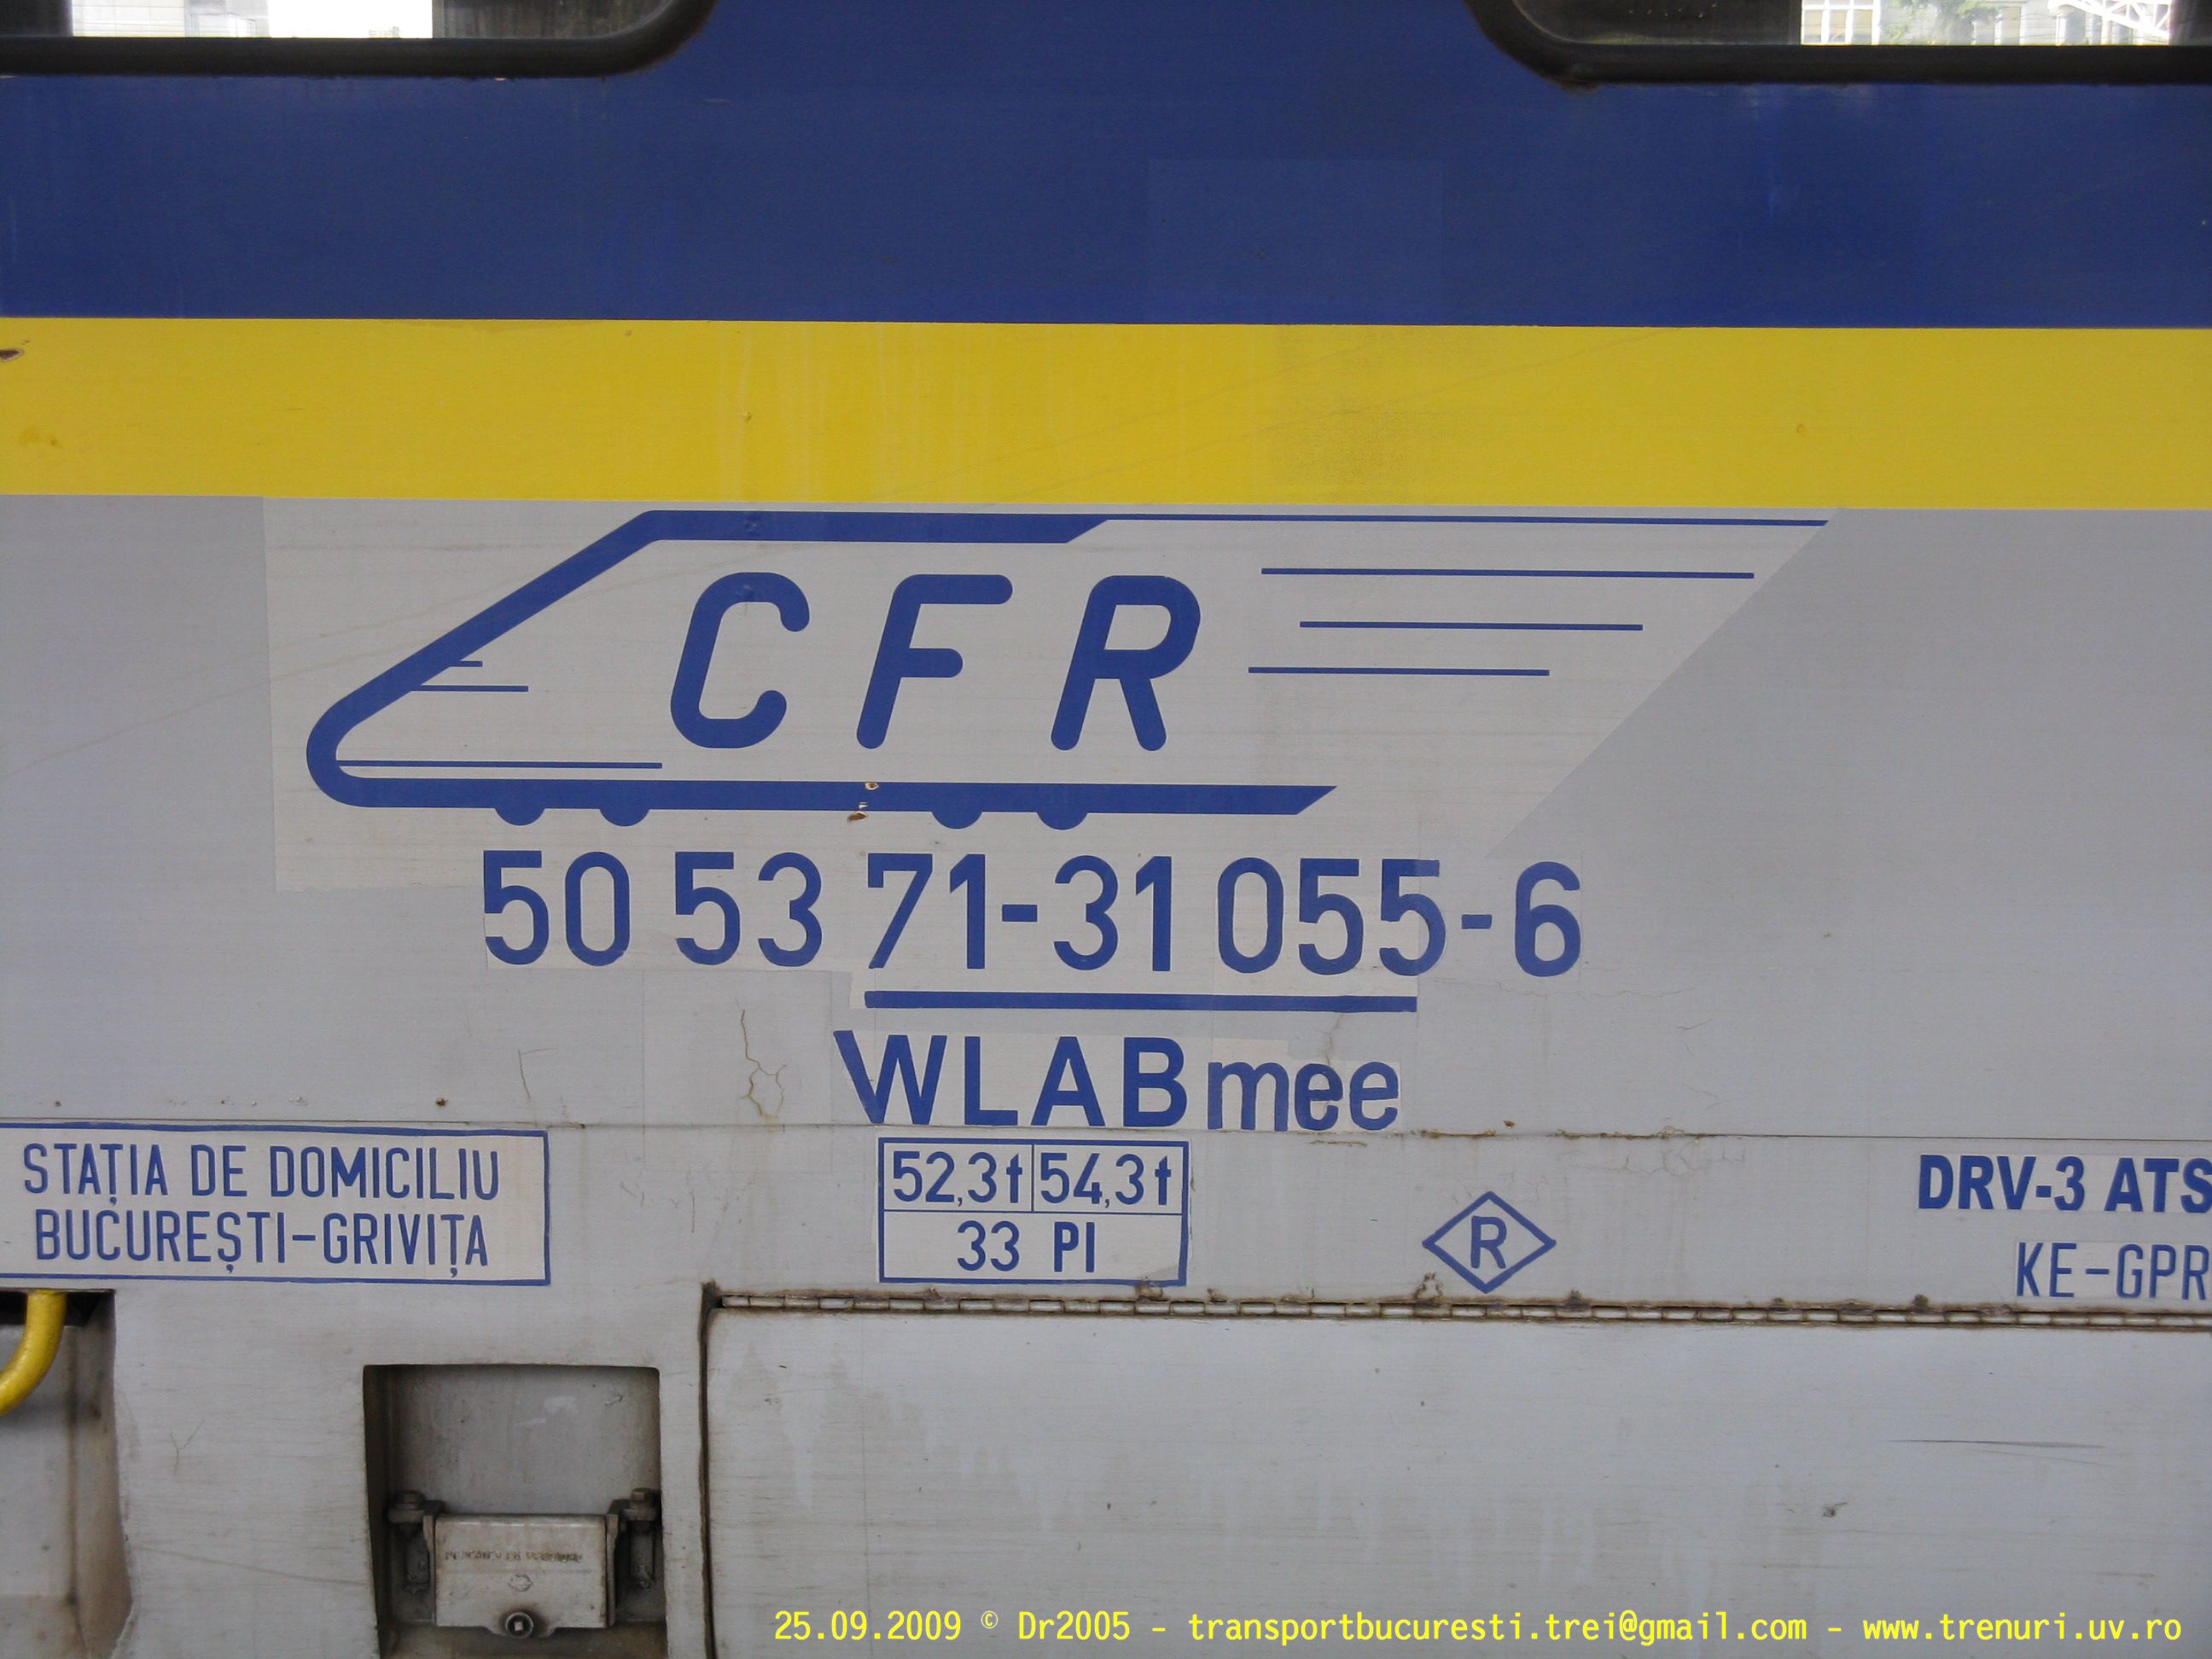 CFR
50 53 71-31 055-6
WLABmee
STAȚIA DE DOMICILIU
BUCUREȘTI-GRIVIȚA
52,3t 54,3t
33 PI
R
DRV-3 ATS
KE-GPR
25.09.2009 © Dr2005 - transportbucuresti.trei@gmail.com - www.trenuri.uv.ro